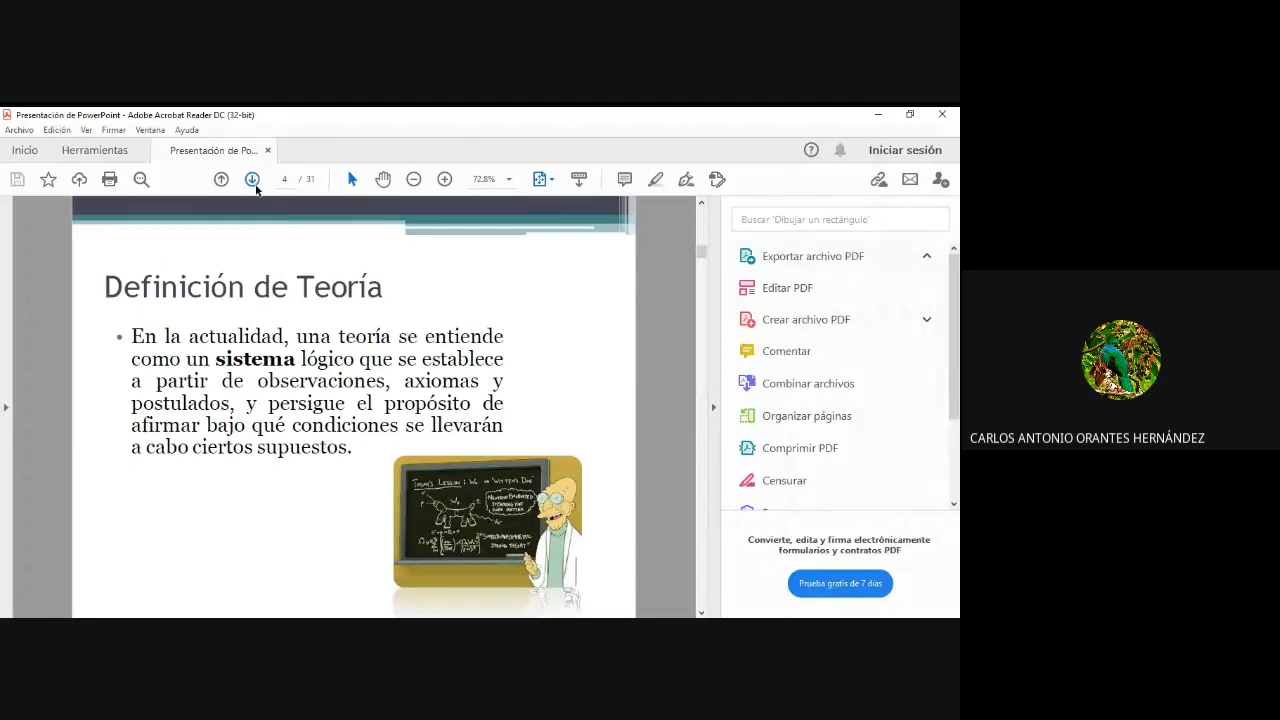 Presentación de PowerPoint - Adobe Acrobat Reader DC (32-bit)
Archivo Edición Ver Firmar Ventana Ayuda
Inicio Herramientas Presentación de Po... × Iniciar sesión
4 / 31 72.8%
Buscar 'Dibujar un rectángulo'
Exportar archivo PDF
Editar PDF
Crear archivo PDF
Comentar
Combinar archivos
Organizar páginas
Comprimir PDF
Censurar
Convierte, edita y firma electrónicamente
formularios y contratos PDF
Prueba gratis de 7 días
Definición de Teoría
• En la actualidad, una teoría se entiende
como un sistema lógico que se establece
a partir de observaciones, axiomas y
postulados, y persigue el propósito de
afirmar bajo qué condiciones se llevarán
a cabo ciertos supuestos.
TODAY'S LESSON:
"WITTEN'S DOG"
CARLOS ANTONIO ORANTES HERNÁNDEZ